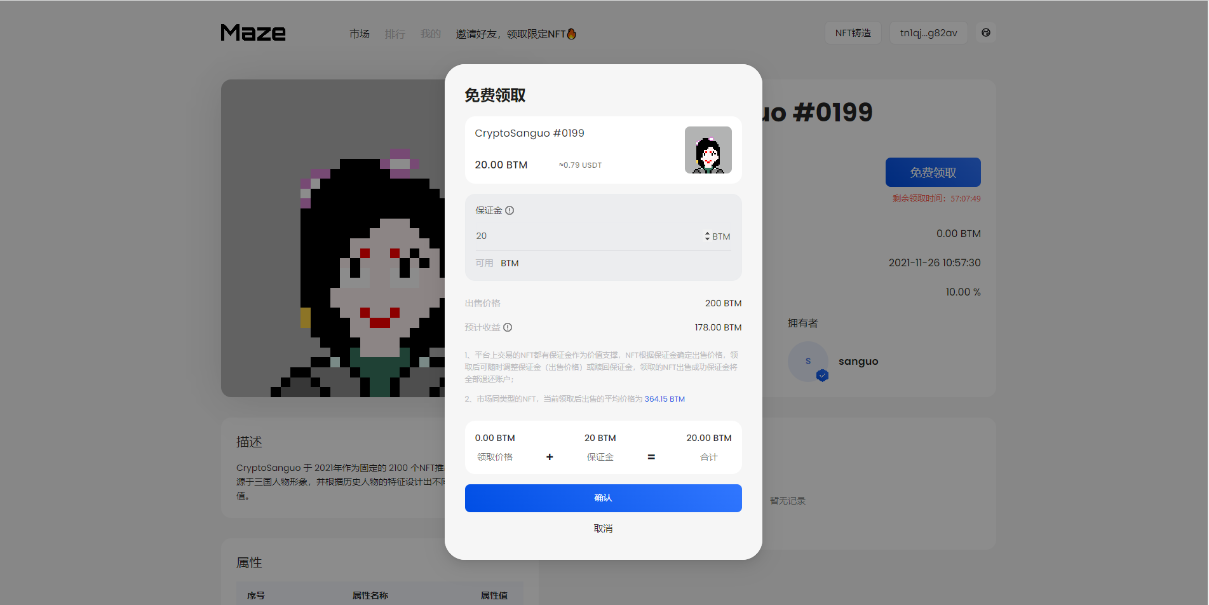 Maze
市场
排行
我的
邀请好友，领取限定NFT🔥
NFT铸造
tn1qj...g82av
免费领取
CryptoSanguo #0199
20.00 BTM
≈0.79 USDT
保证金
20
BTM
可用 BTM
出售价格
200 BTM
预计收益
178.00 BTM
1、平台上交易的NFT都有保证金作为价值支撑，NFT根据保证金确定出售价格，领
取后可随时调整保证金（出售价格）或赎回保证金，领取的NFT出售成功保证金将
全部退还账户；
2、市场同类型的NFT，当前领取后出售的平均价格为 364.15 BTM
0.00 BTM
20 BTM
20.00 BTM
领取价格
+
保证金
=
合计
确认
取消
uo #0199
免费领取
剩余领取时间：57:07:49
0.00 BTM
2021-11-26 10:57:30
10.00 %
拥有者
S
sanguo
描述
CryptoSanguo 于 2021年作为固定的 2100 个NFT推
源于三国人物形象，并根据历史人物的特征设计出不同
值。
暂无记录
属性
序号
属性名称
属性值